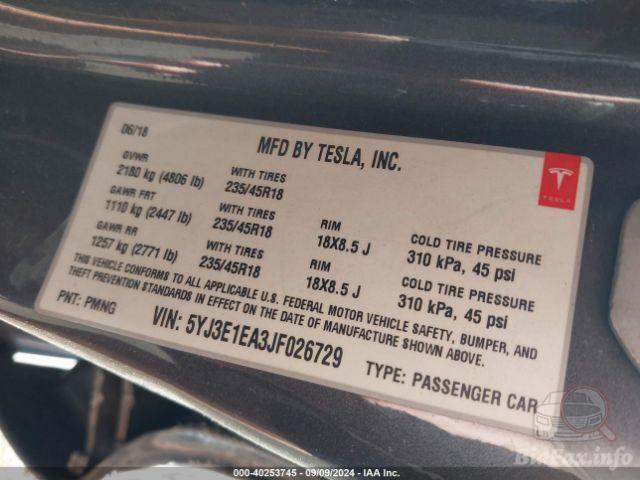 06/18
MFD BY TESLA, INC.
TESLA
GVWR
2180 kg (4806 lb)
WITH TIRES
235/45R18
GAWR FRT
1110 kg (2447 lb)
WITH TIRES
235/45R18
RIM
18X8.5 J
COLD TIRE PRESSURE
310 kPa, 45 psi
GAWR RR
1257 kg (2771 lb)
WITH TIRES
235/45R18
RIM
18X8.5 J
COLD TIRE PRESSURE
310 kPa, 45 psi
THIS VEHICLE CONFORMS TO ALL APPLICABLE U.S. FEDERAL MOTOR VEHICLE SAFETY, BUMPER, AND
THEFT PREVENTION STANDARDS IN EFFECT ON THE DATE OF MANUFACTURE SHOWN ABOVE.
PNT: PMNG
VIN: 5YJ3E1EA3JF026729
TYPE: PASSENGER CAR
BidFax.info
000-40253745 - 09/09/2024 - IAA Inc.